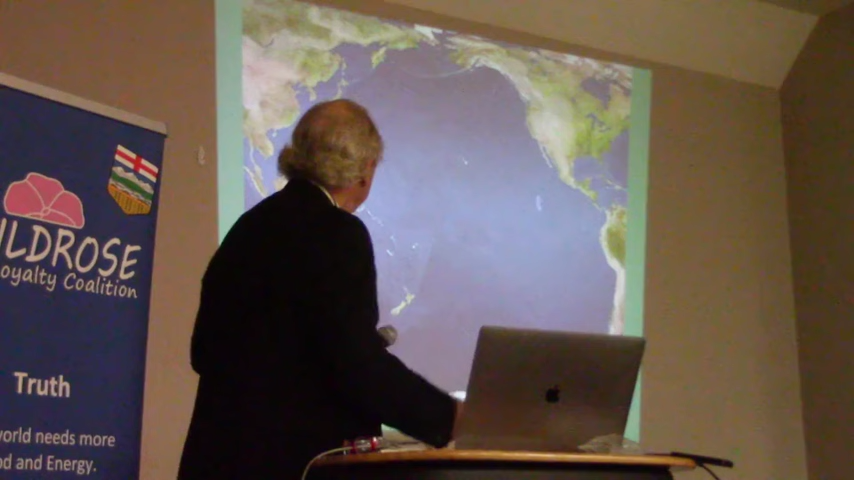 ILDROSE
oyalty Coalition
Truth
world needs more
od and Energy.